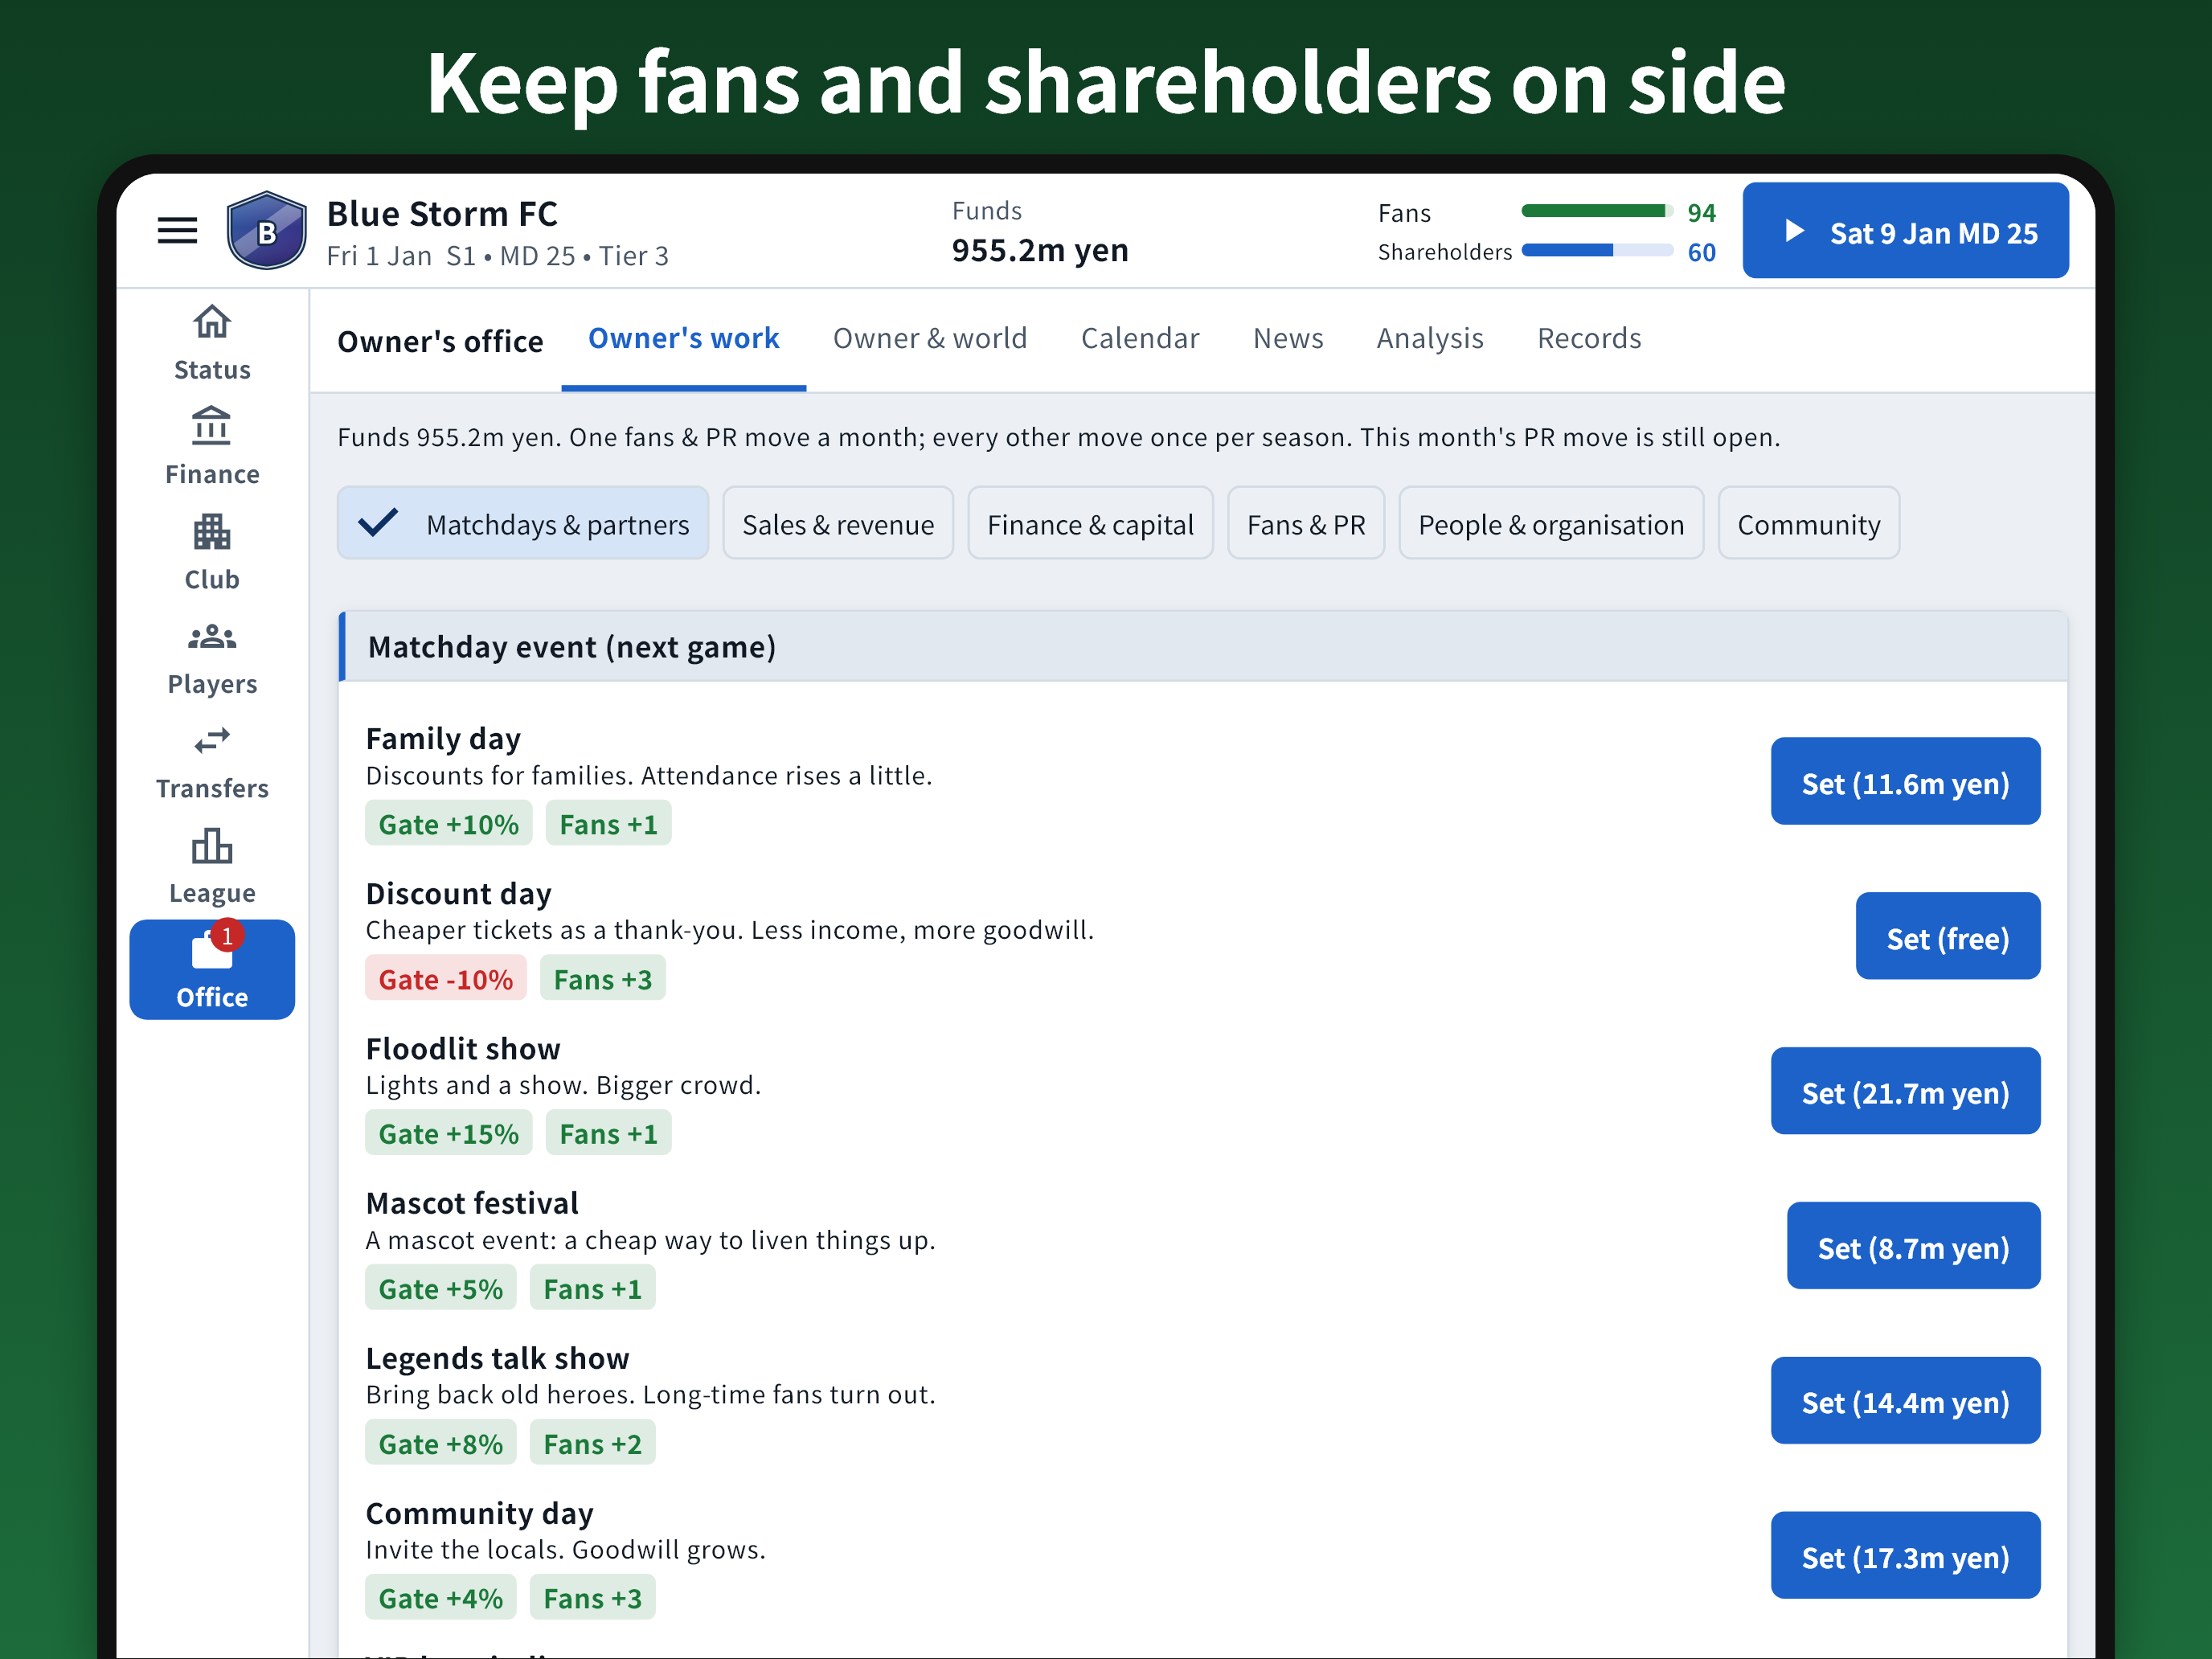 Keep fans and shareholders on side
B
Blue Storm FC
Fri 1 Jan S1 • MD 25 • Tier 3
Funds
955.2m yen
Fans 94
Shareholders 60
Sat 9 Jan MD 25
Status
Finance
Club
Players
Transfers
League
1
Office
Owner's office
Owner's work
Owner & world
Calendar
News
Analysis
Records
Funds 955.2m yen. One fans & PR move a month; every other move once per season. This month's PR move is still open.
Matchdays & partners
Sales & revenue
Finance & capital
Fans & PR
People & organisation
Community
Matchday event (next game)
Family day
Discounts for families. Attendance rises a little.
Gate +10% Fans +1
Set (11.6m yen)
Discount day
Cheaper tickets as a thank-you. Less income, more goodwill.
Gate -10% Fans +3
Set (free)
Floodlit show
Lights and a show. Bigger crowd.
Gate +15% Fans +1
Set (21.7m yen)
Mascot festival
A mascot event: a cheap way to liven things up.
Gate +5% Fans +1
Set (8.7m yen)
Legends talk show
Bring back old heroes. Long-time fans turn out.
Gate +8% Fans +2
Set (14.4m yen)
Community day
Invite the locals. Goodwill grows.
Gate +4% Fans +3
Set (17.3m yen)